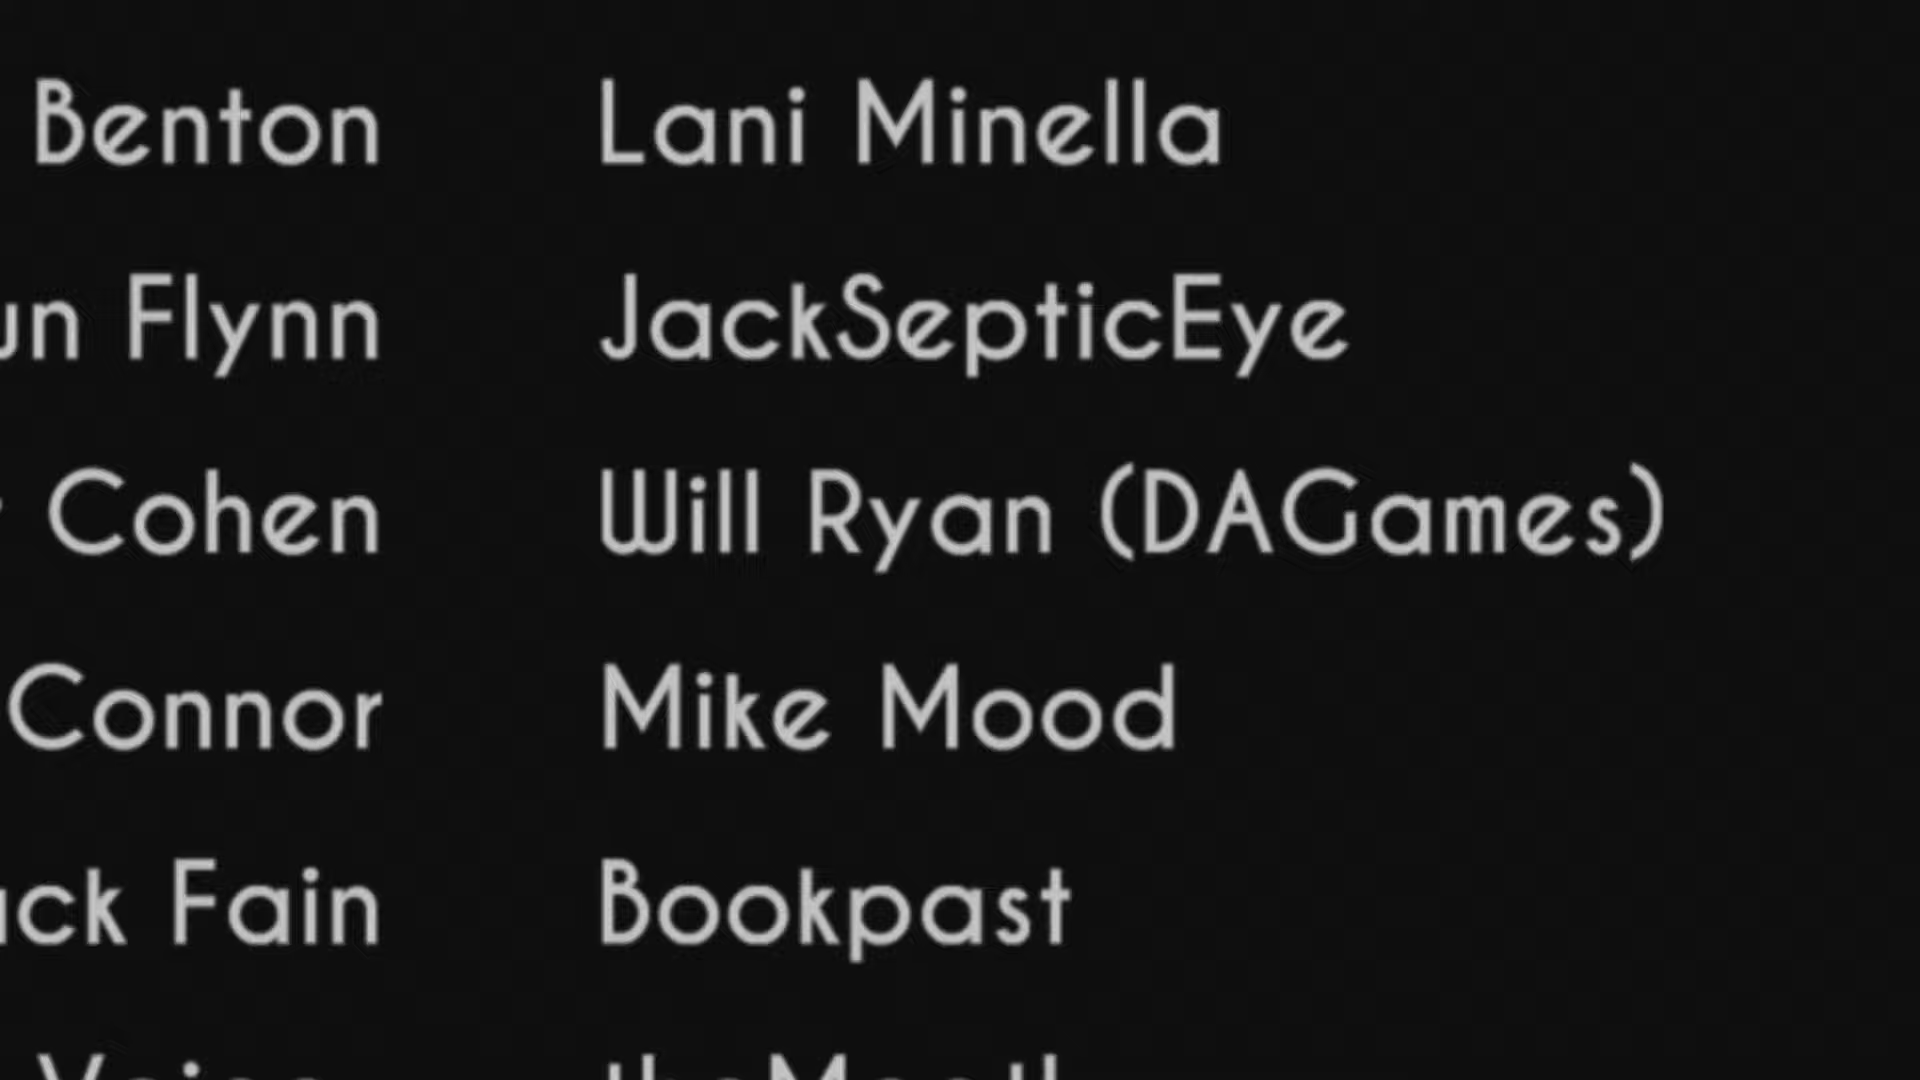 Benton Lani Minella
Flynn JackSepticEye
Cohen Will Ryan (DAGames)
Connor Mike Mood
Fain Bookpast